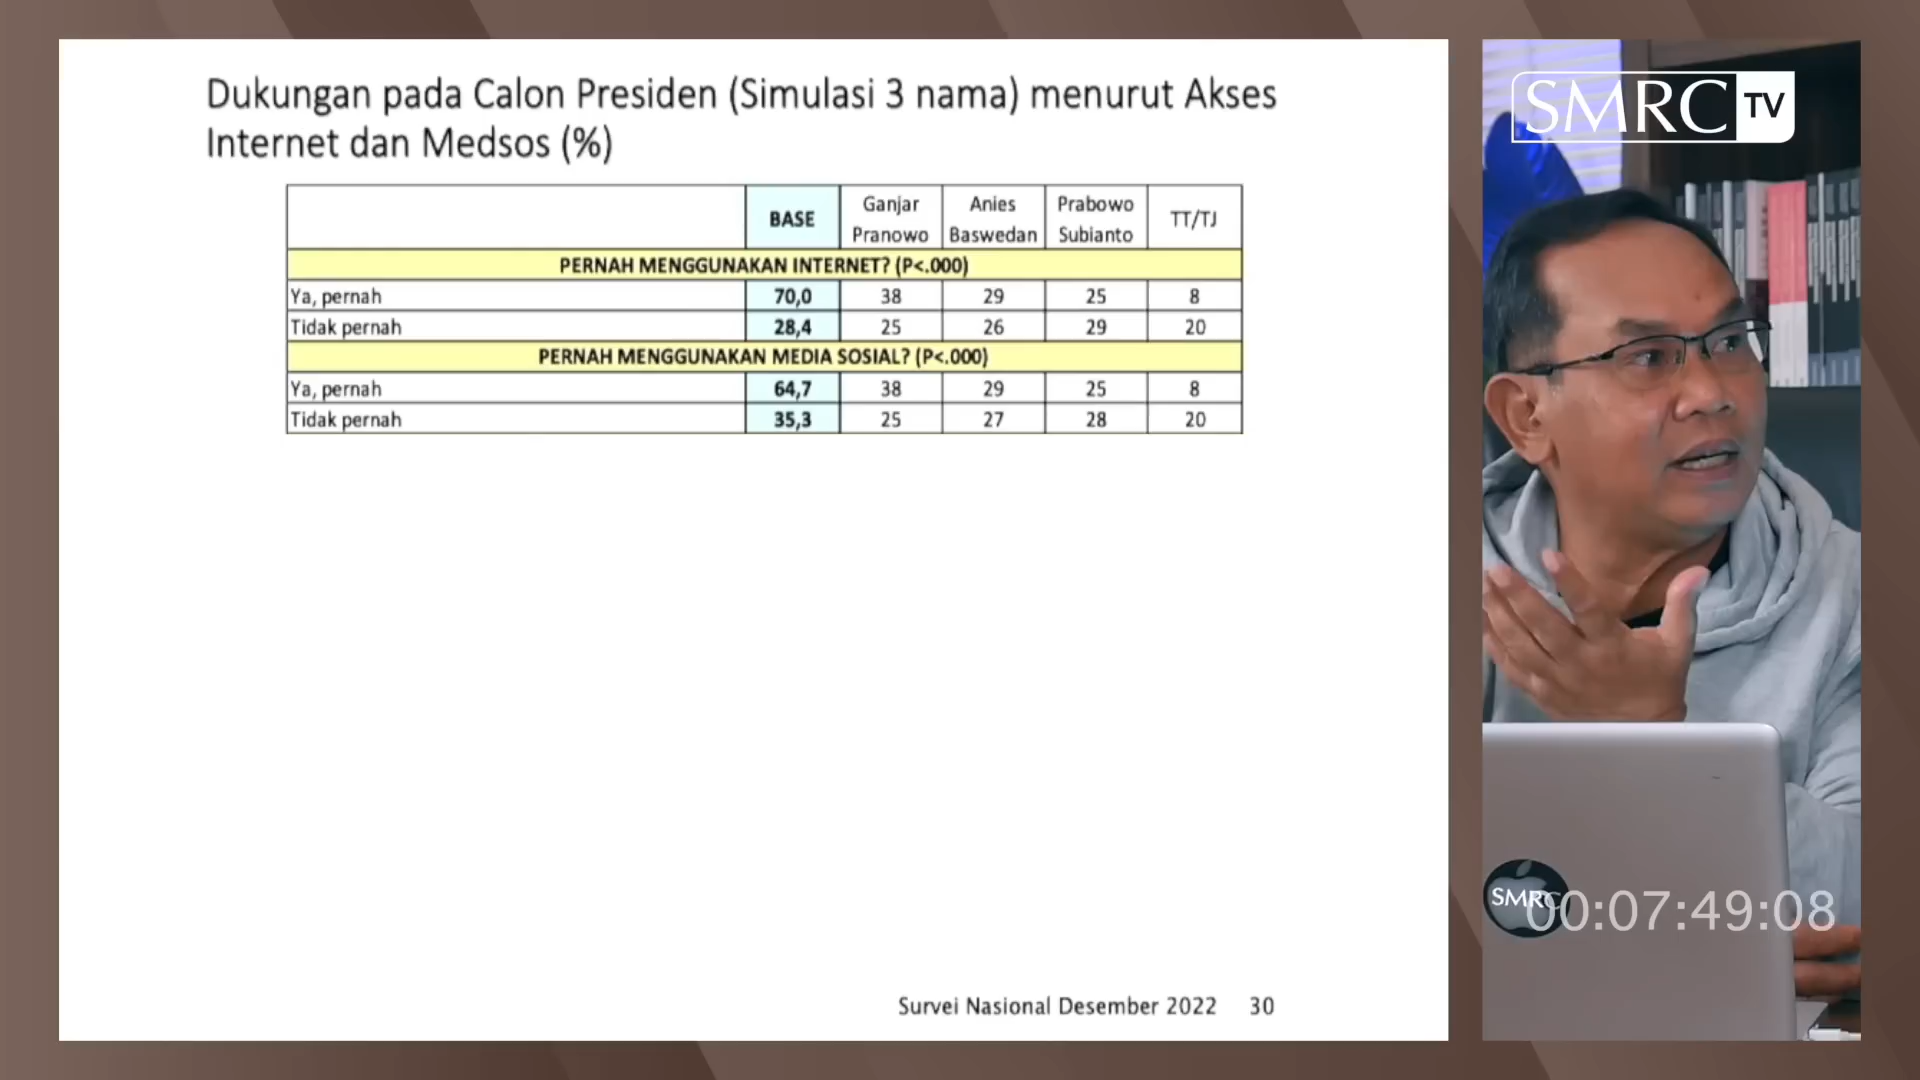 Dukungan pada Calon Presiden (Simulasi 3 nama) menurut Akses
Internet dan Medsos (%)
BASE Ganjar Pranowo Anies Baswedan Prabowo Subianto TT/TJ
PERNAH MENGGUNAKAN INTERNET? (P<.000)
Ya, pernah 70,0 38 29 25 8
Tidak pernah 28,4 25 26 29 20
PERNAH MENGGUNAKAN MEDIA SOSIAL? (P<.000)
Ya, pernah 64,7 38 29 25 8
Tidak pernah 35,3 25 27 28 20
Survei Nasional Desember 2022 30
SMRC TV
SMRC
00:07:49:08